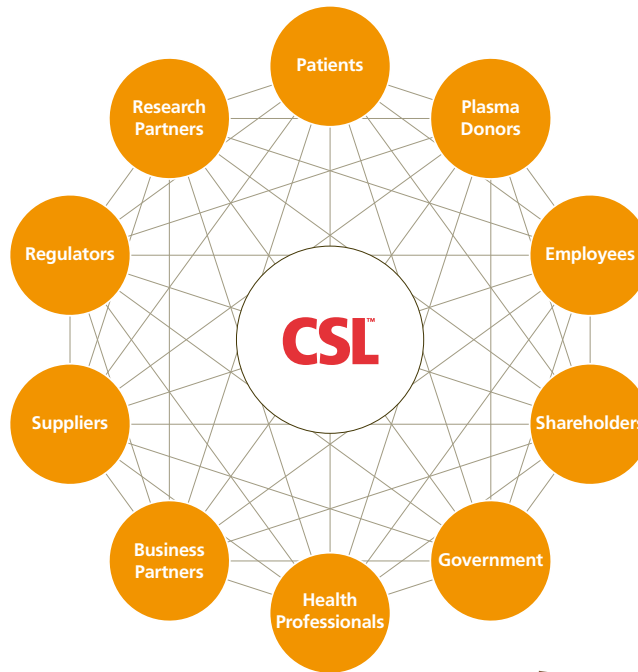 Patients
Plasma
Donors
Employees
Shareholders
Government
Health
Professionals
Business
Partners
Suppliers
Regulators
Research
Partners
CSL™